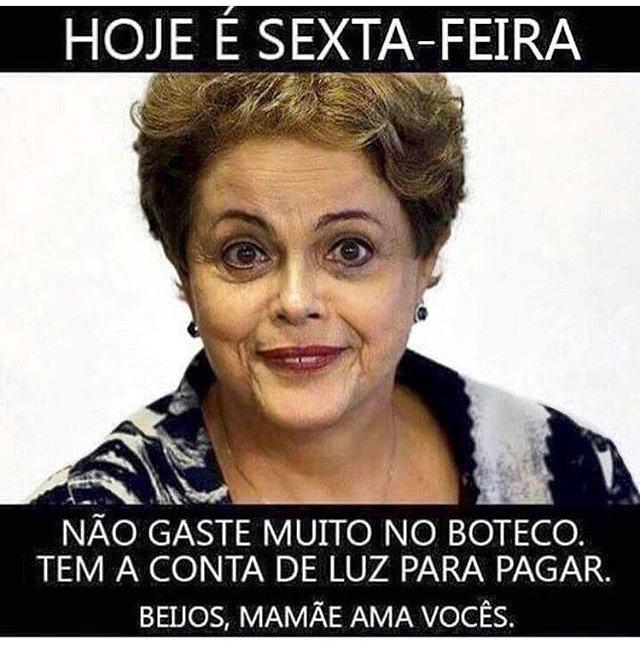 HOJE É SEXTA-FEIRA
NÃO GASTE MUITO NO BOTECO.
TEM A CONTA DE LUZ PARA PAGAR.
BEIJOS, MAMÃE AMA VOCÊS.